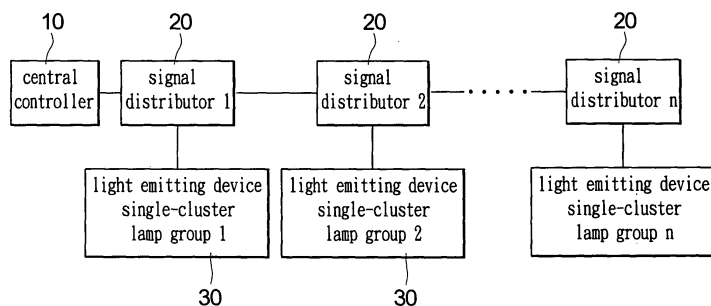 10
20
20
20
central
controller
signal
distributor 1
signal
distributor 2
signal
distributor n
light emitting device
single-cluster
lamp group 1
light emitting device
single-cluster
lamp group 2
light emitting device
single-cluster
lamp group n
30
30